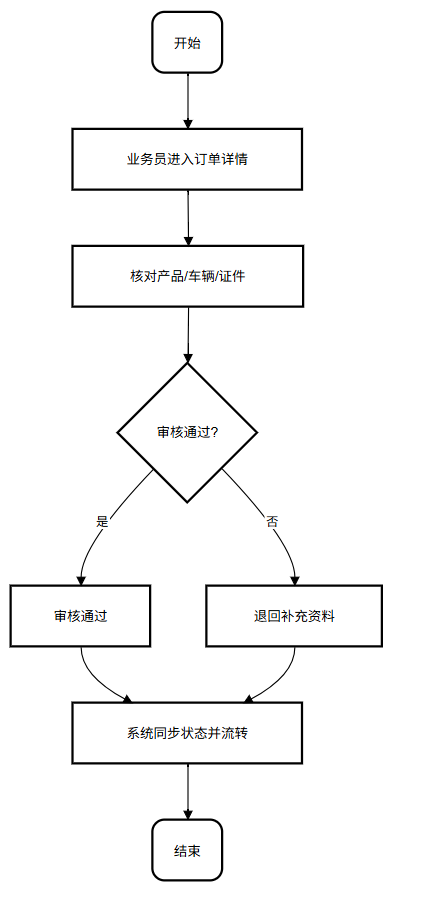 开始
业务员进入订单详情
核对产品/车辆/证件
审核通过?
是
否
审核通过
退回补充资料
系统同步状态并流转
结束